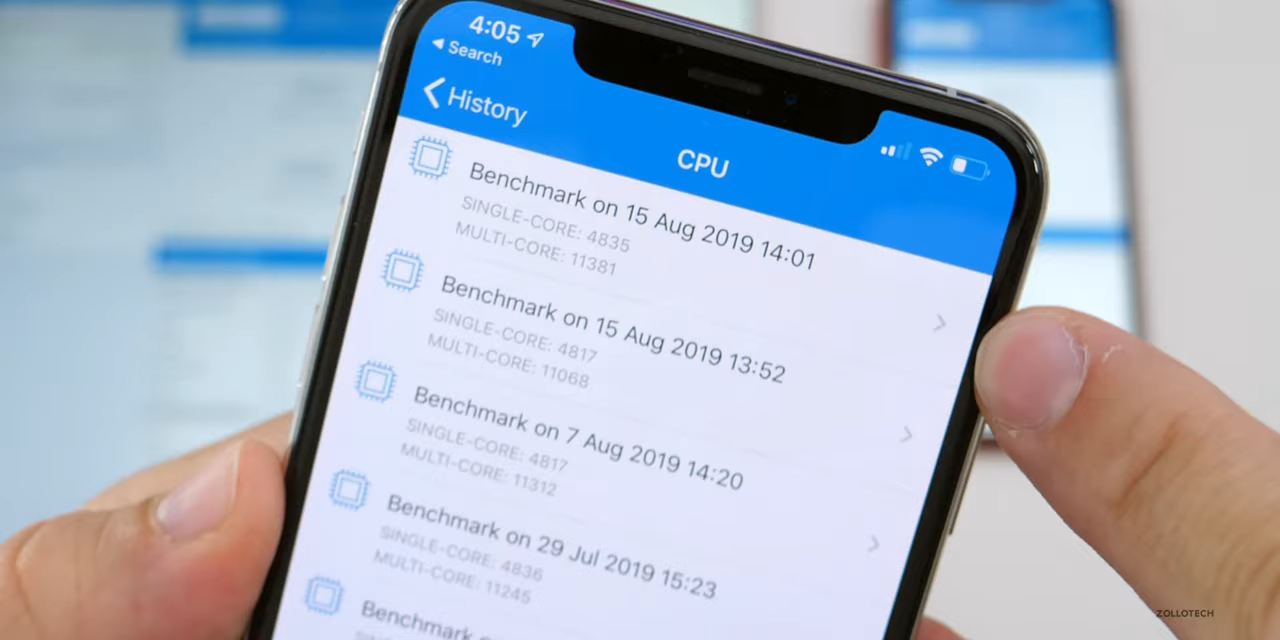 4:05
Search
History
CPU
Benchmark on 15 Aug 2019 14:01
SINGLE-CORE: 4835
MULTI-CORE: 11381
Benchmark on 15 Aug 2019 13:52
SINGLE-CORE: 4817
MULTI-CORE: 11068
Benchmark on 7 Aug 2019 14:20
SINGLE-CORE: 4817
MULTI-CORE: 11312
Benchmark on 29 Jul 2019 15:23
SINGLE-CORE: 4836
MULTI-CORE: 11245
Benchmark
ZOLLOTECH